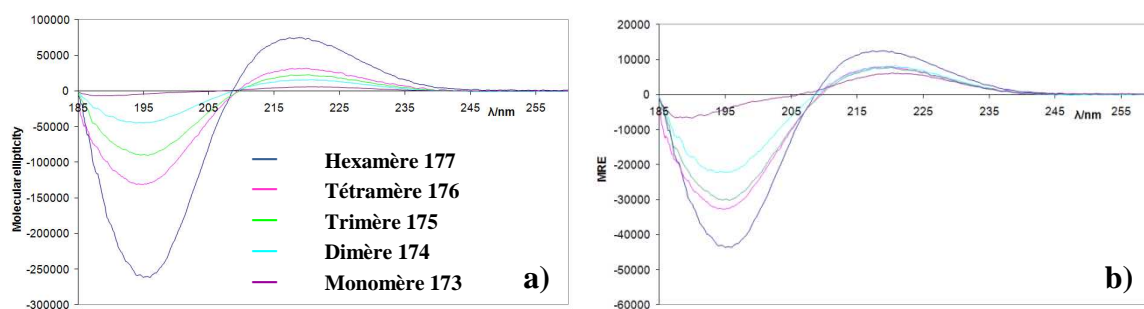 100000
50000
0
-50000
-100000
-150000
-200000
-250000
-300000
Molecular ellipticity
185 195 205 215 225 235 245 255
λ/nm
Hexamère 177
Tétramère 176
Trimère 175
Dimère 174
Monomère 173
a)
20000
10000
0
-10000
-20000
-30000
-40000
-50000
-60000
MRE
185 195 205 215 225 235 245 255
λ/nm
b)